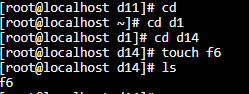 [root@localhost d11]# cd
[root@localhost ~]# cd d1
[root@localhost d1]# cd d14
[root@localhost d14]# touch f6
[root@localhost d14]# ls
f6